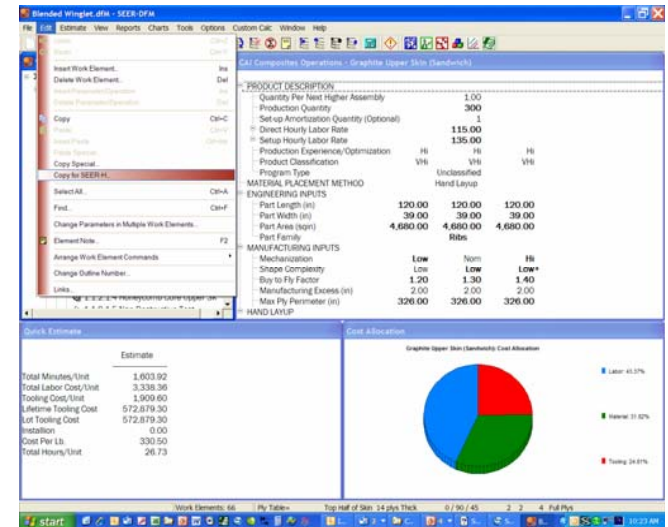 Blended Winglet.dfM - SEER-DFM
File Edit Estimate View Reports Charts Tools Options Custom Calc Window Help
Insert Work Element... Ins
Delete Work Element... Del
Copy Ctrl+C
Copy Special...
Copy for SEER-H...
Select All... Ctrl+A
Find... Ctrl+F
Change Parameters in Multiple Work Elements...
Element Note... F2
Arrange Work Element Commands
Change Outline Number...
Links...
CAI Composites Operations - Graphite Upper Skin (Sandwich)
PRODUCT DESCRIPTION
Quantity Per Next Higher Assembly 1.00
Production Quantity 300
Set-up Amortization Quantity (Optional) 1
Direct Hourly Labor Rate 115.00
Setup Hourly Labor Rate 135.00
Production Experience/Optimization Hi Hi Hi
Product Classification VHi VHi VHi
Program Type Unclassified
MATERIAL PLACEMENT METHOD Hand Layup
ENGINEERING INPUTS
Part Length (in) 120.00 120.00 120.00
Part Width (in) 39.00 39.00 39.00
Part Area (sqin) 4,680.00 4,680.00 4,680.00
Part Family Ribs
MANUFACTURING INPUTS
Mechanization Low Nom Hi
Shape Complexity Low Low Low+
Buy to Fly Factor 1.20 1.30 1.40
Manufacturing Excess (in) 2.00 2.00 2.00
Max Ply Perimeter (in) 326.00 326.00 326.00
HAND LAYUP
Quick Estimate
Estimate
Total Minutes/Unit 1,603.92
Total Labor Cost/Unit 3,338.36
Tooling Cost/Unit 1,909.60
Lifetime Tooling Cost 572,879.30
Lot Tooling Cost 572,879.30
Installion 0.00
Cost Per Lb. 330.50
Total Hours/Unit 26.73
Cost Allocation
Graphite Upper Skin (Sandwich) Cost Allocation
Labor
Material
Tooling
Work Elements: 66 Ply Table+ Top Half of Skin 14 plys Thick 0 / 90 / 45 2 2 4 Full Plys
start
10:23 AM